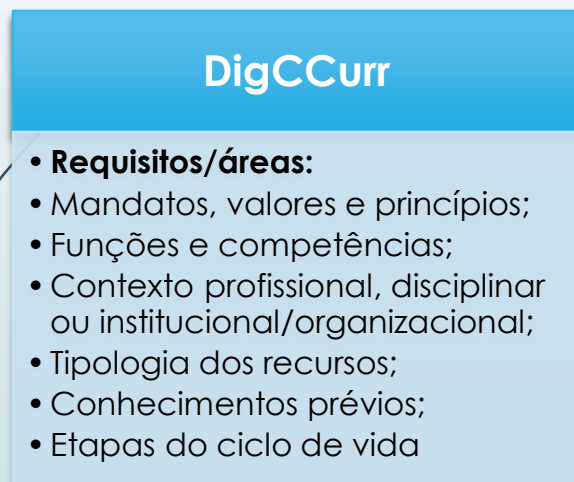 DigCCurr
• Requisitos/áreas:
• Mandatos, valores e princípios;
• Funções e competências;
• Contexto profissional, disciplinar
ou institucional/organizacional;
• Tipologia dos recursos;
• Conhecimentos prévios;
• Etapas do ciclo de vida